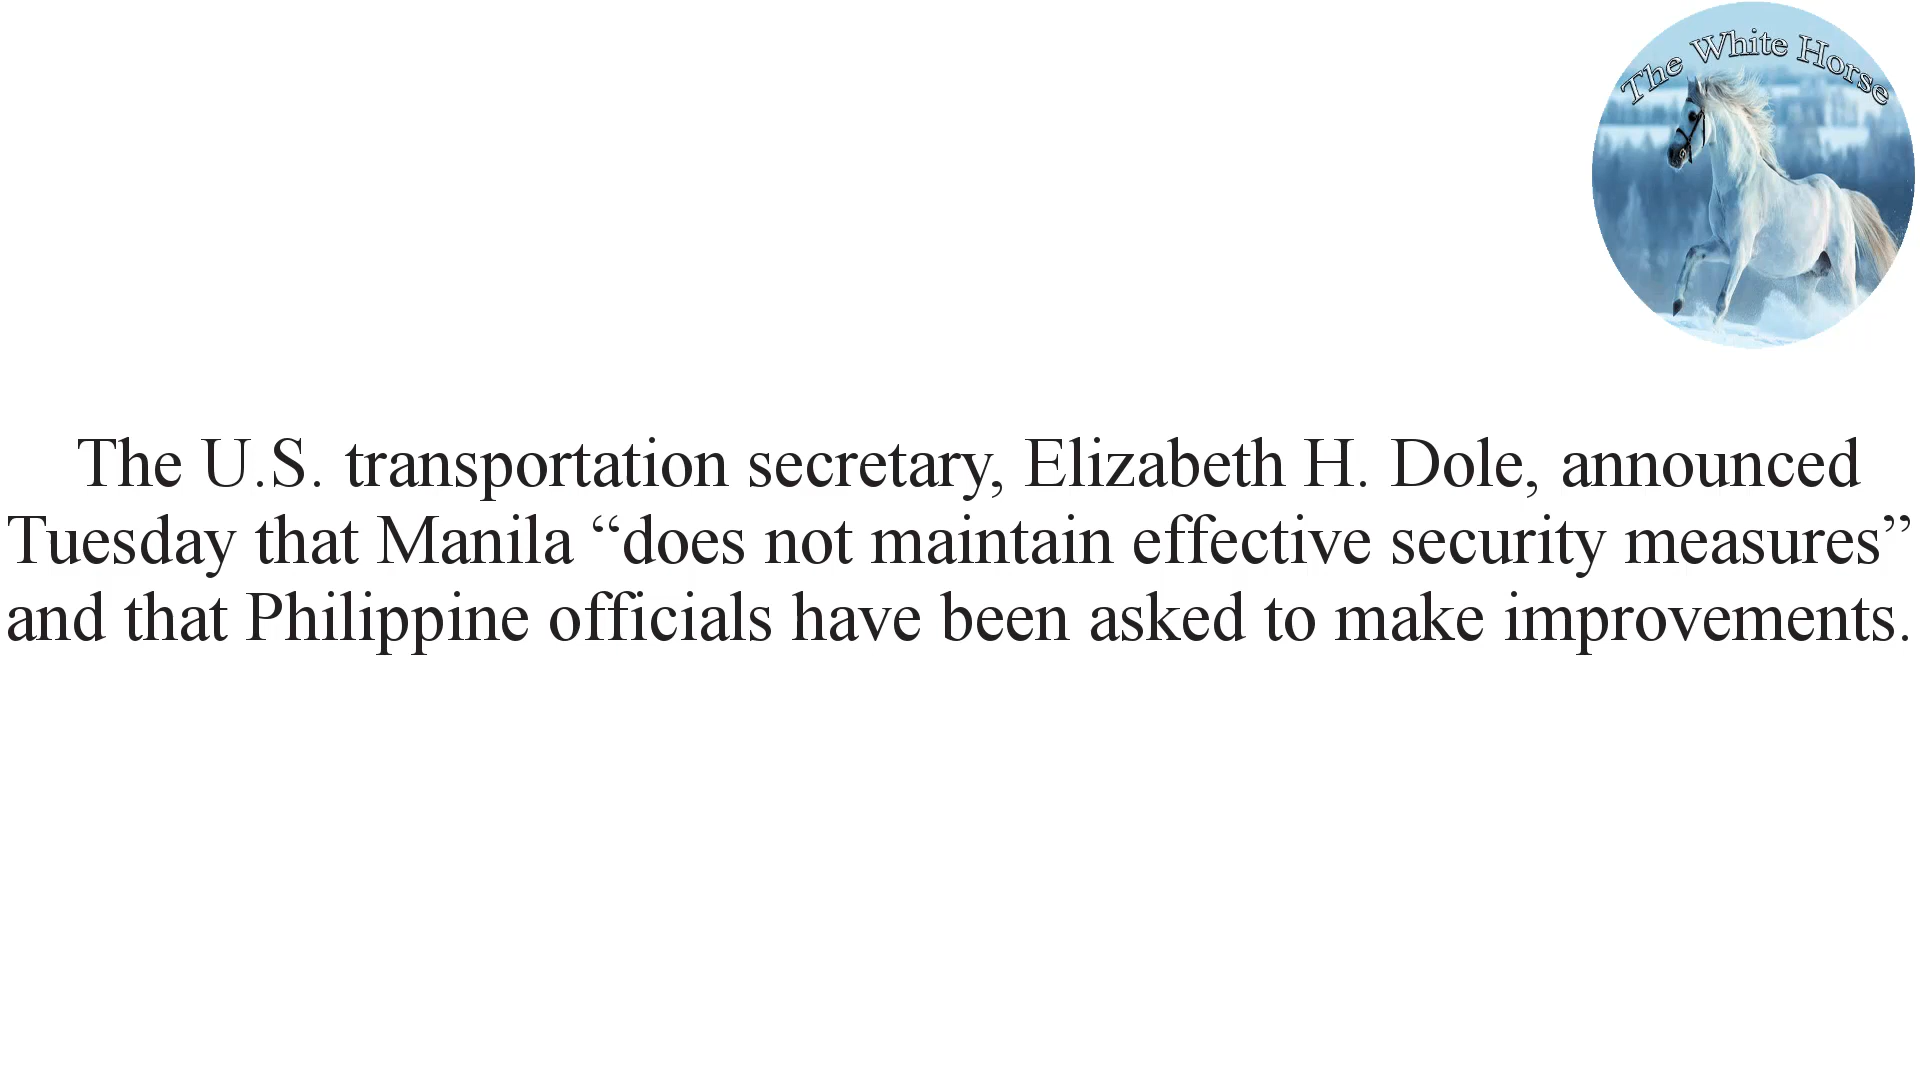 The White Horse
The U.S. transportation secretary, Elizabeth H. Dole, announced
Tuesday that Manila “does not maintain effective security measures”
and that Philippine officials have been asked to make improvements.